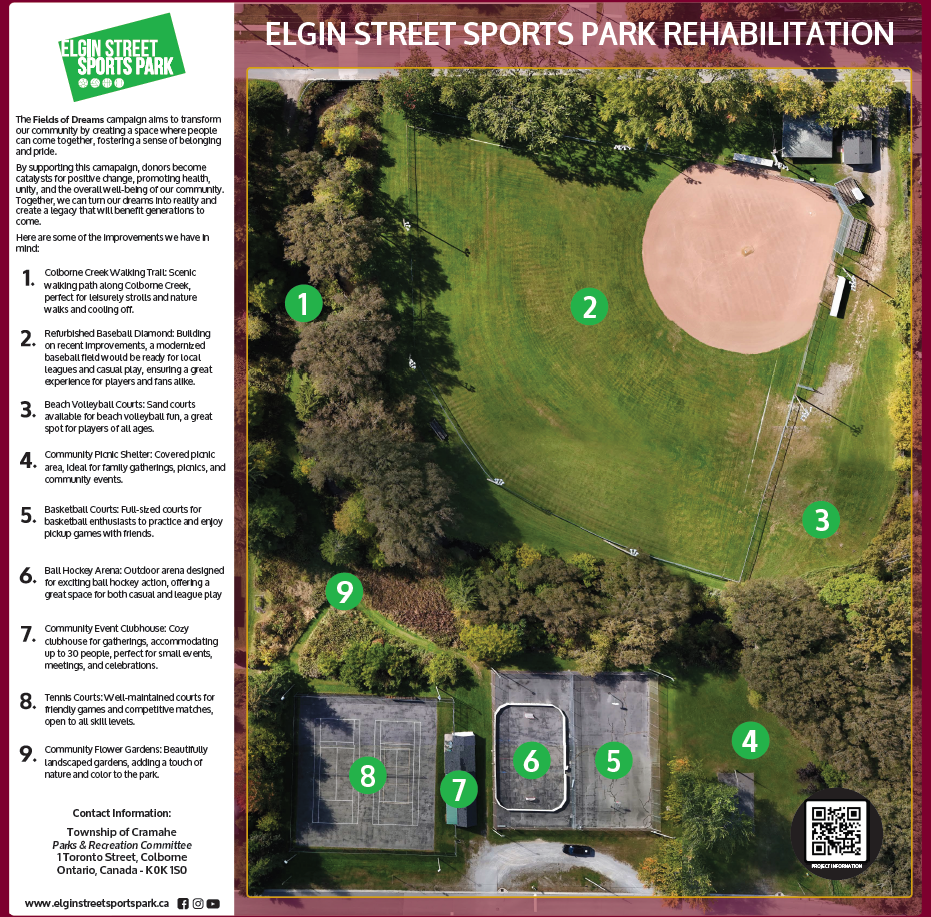 ELGIN STREET
SPORTS PARK
The Fields of Dreams campaign aims to transform
our community by creating a space where people
can come together, fostering a sense of belonging
and pride.
By supporting this camapaign, donors become
catalysts for positive change, promoting health,
unity, and the overall well-being of our community.
Together, we can turn our dreams into reality and
create a legacy that will benefit generations to
come.
Here are some of the improvements we have in
mind:
1. Colborne Creek Walking Trail: Scenic
walking path along Colborne Creek,
perfect for leisurely strolls and nature
walks and cooling off.
2. Refurbished Baseball Diamond: Building
on recent improvements, a modernized
baseball field would be ready for local
leagues and casual play, ensuring a great
experience for players and fans alike.
3. Beach Volleyball Courts: Sand courts
available for beach volleyball fun, a great
spot for players of all ages.
4. Community Picnic Shelter: Covered picnic
area, ideal for family gatherings, picnics, and
community events.
5. Basketball Courts: Full-sized courts for
basketball enthusiasts to practice and enjoy
pickup games with friends.
6. Ball Hockey Arena: Outdoor arena designed
for exciting ball hockey action, offering a
great space for both casual and league play
7. Community Event Clubhouse: Cozy
clubhouse for gatherings, accommodating
up to 30 people, perfect for small events,
meetings, and celebrations.
8. Tennis Courts: Well-maintained courts for
friendly games and competitive matches,
open to all skill levels.
9. Community Flower Gardens: Beautifully
landscaped gardens, adding a touch of
nature and color to the park.
Contact Information:
Township of Cramahe
Parks & Recreation Committee
1 Toronto Street, Colborne
Ontario, Canada - K0K 1S0
www.elginstreetsportspark.ca
ELGIN STREET SPORTS PARK REHABILITATION
1
2
3
9
4
6
5
8
7
PROJECT INFORMATION